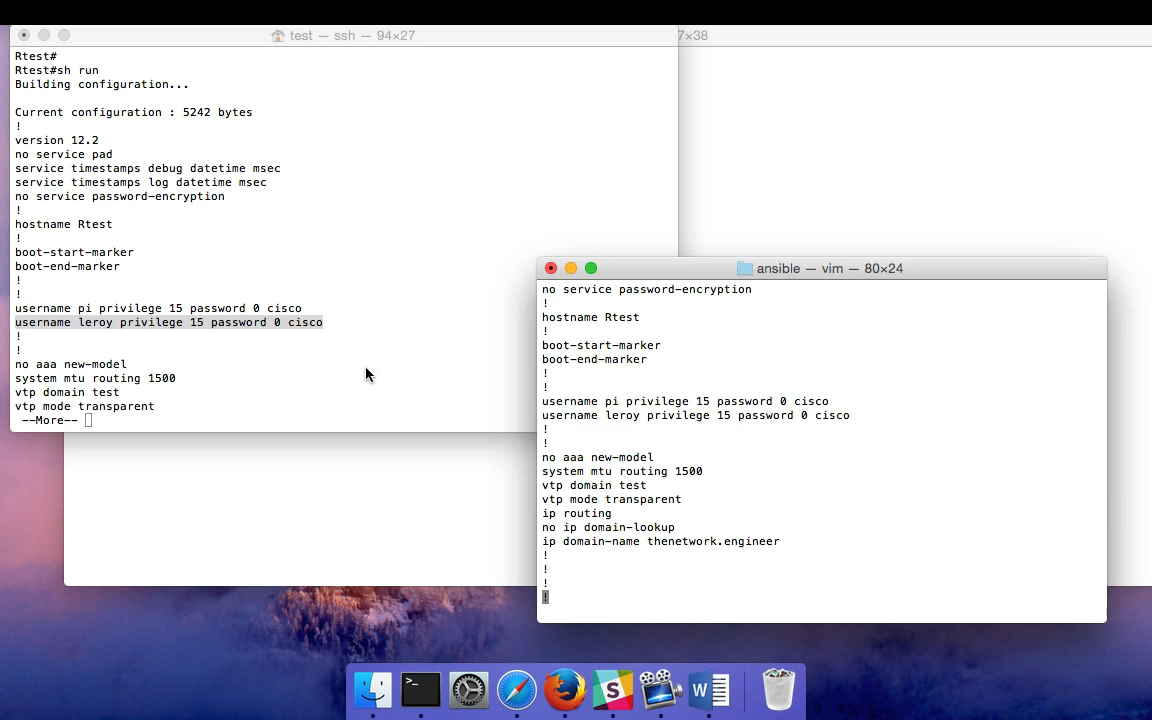 test — ssh — 94×27
7×38
Rtest#
Rtest#sh run
Building configuration...
Current configuration : 5242 bytes
!
version 12.2
no service pad
service timestamps debug datetime msec
service timestamps log datetime msec
no service password-encryption
!
hostname Rtest
!
boot-start-marker
boot-end-marker
!
!
username pi privilege 15 password 0 cisco
username leroy privilege 15 password 0 cisco
!
!
no aaa new-model
system mtu routing 1500
vtp domain test
vtp mode transparent
--More--
ansible — vim — 80×24
no service password-encryption
!
hostname Rtest
!
boot-start-marker
boot-end-marker
!
!
username pi privilege 15 password 0 cisco
username leroy privilege 15 password 0 cisco
!
!
no aaa new-model
system mtu routing 1500
vtp domain test
vtp mode transparent
ip routing
no ip domain-lookup
ip domain-name thenetwork.engineer
!
!
!
!
>_
S
W